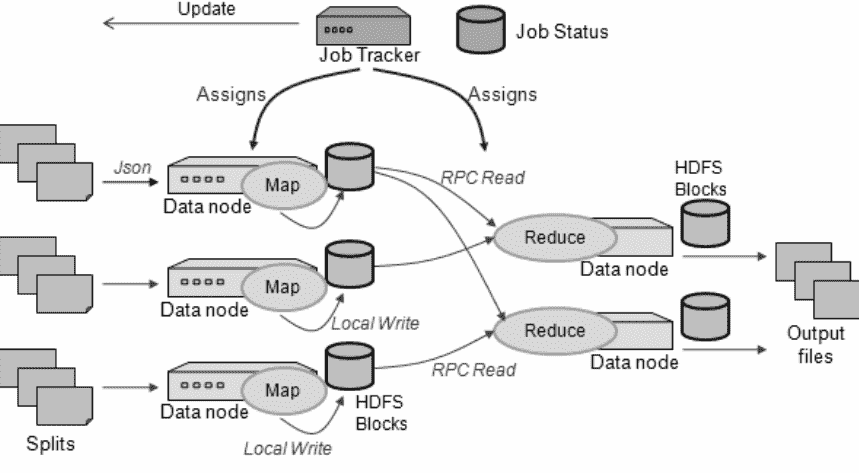 Update
Job Tracker
Job Status
Assigns
Assigns
Json
Map
Data node
RPC Read
HDFS
Blocks
Reduce
Data node
Map
Data node
Local Write
Reduce
Data node
Output
files
Map
Data node
RPC Read
HDFS
Blocks
Local Write
Splits